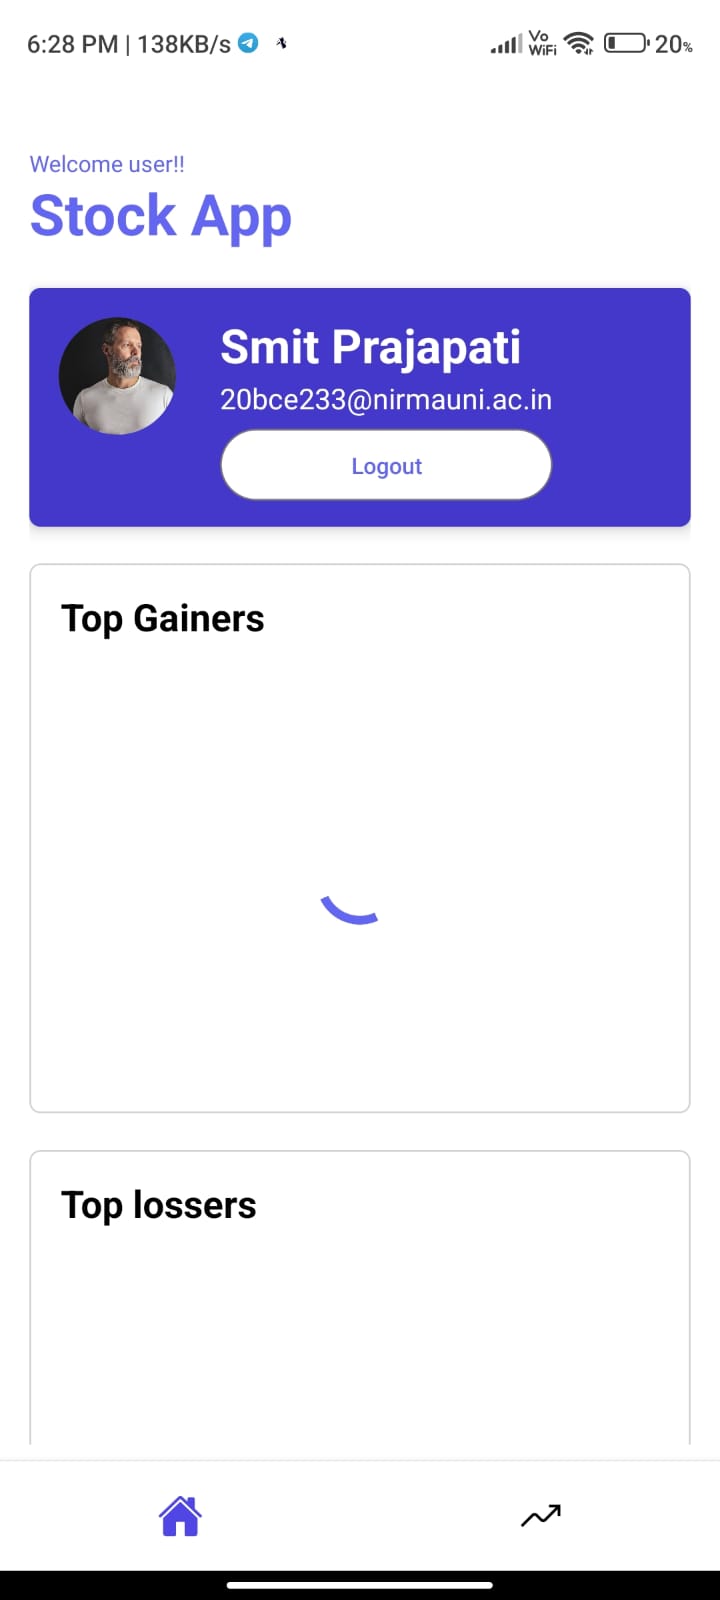 6:28 PM | 138KB/s Vo WiFi 20%
Welcome user!!
Stock App
Smit Prajapati
20bce233@nirmauni.ac.in
Logout
Top Gainers
Top lossers